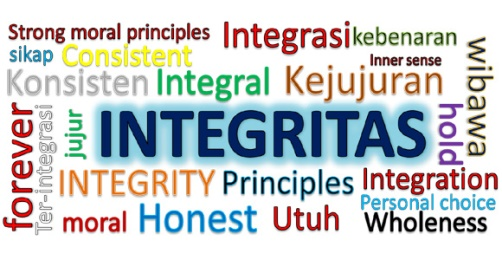 Strong moral principles Integrasi kebenaran
sikap Consistent Inner sense
Konsisten Integral Kejujuran wibawa
forever Ter-integrasi jujur INTEGRITAS hold
INTEGRITY Principles Integration
Personal choice
moral Honest Utuh Wholeness